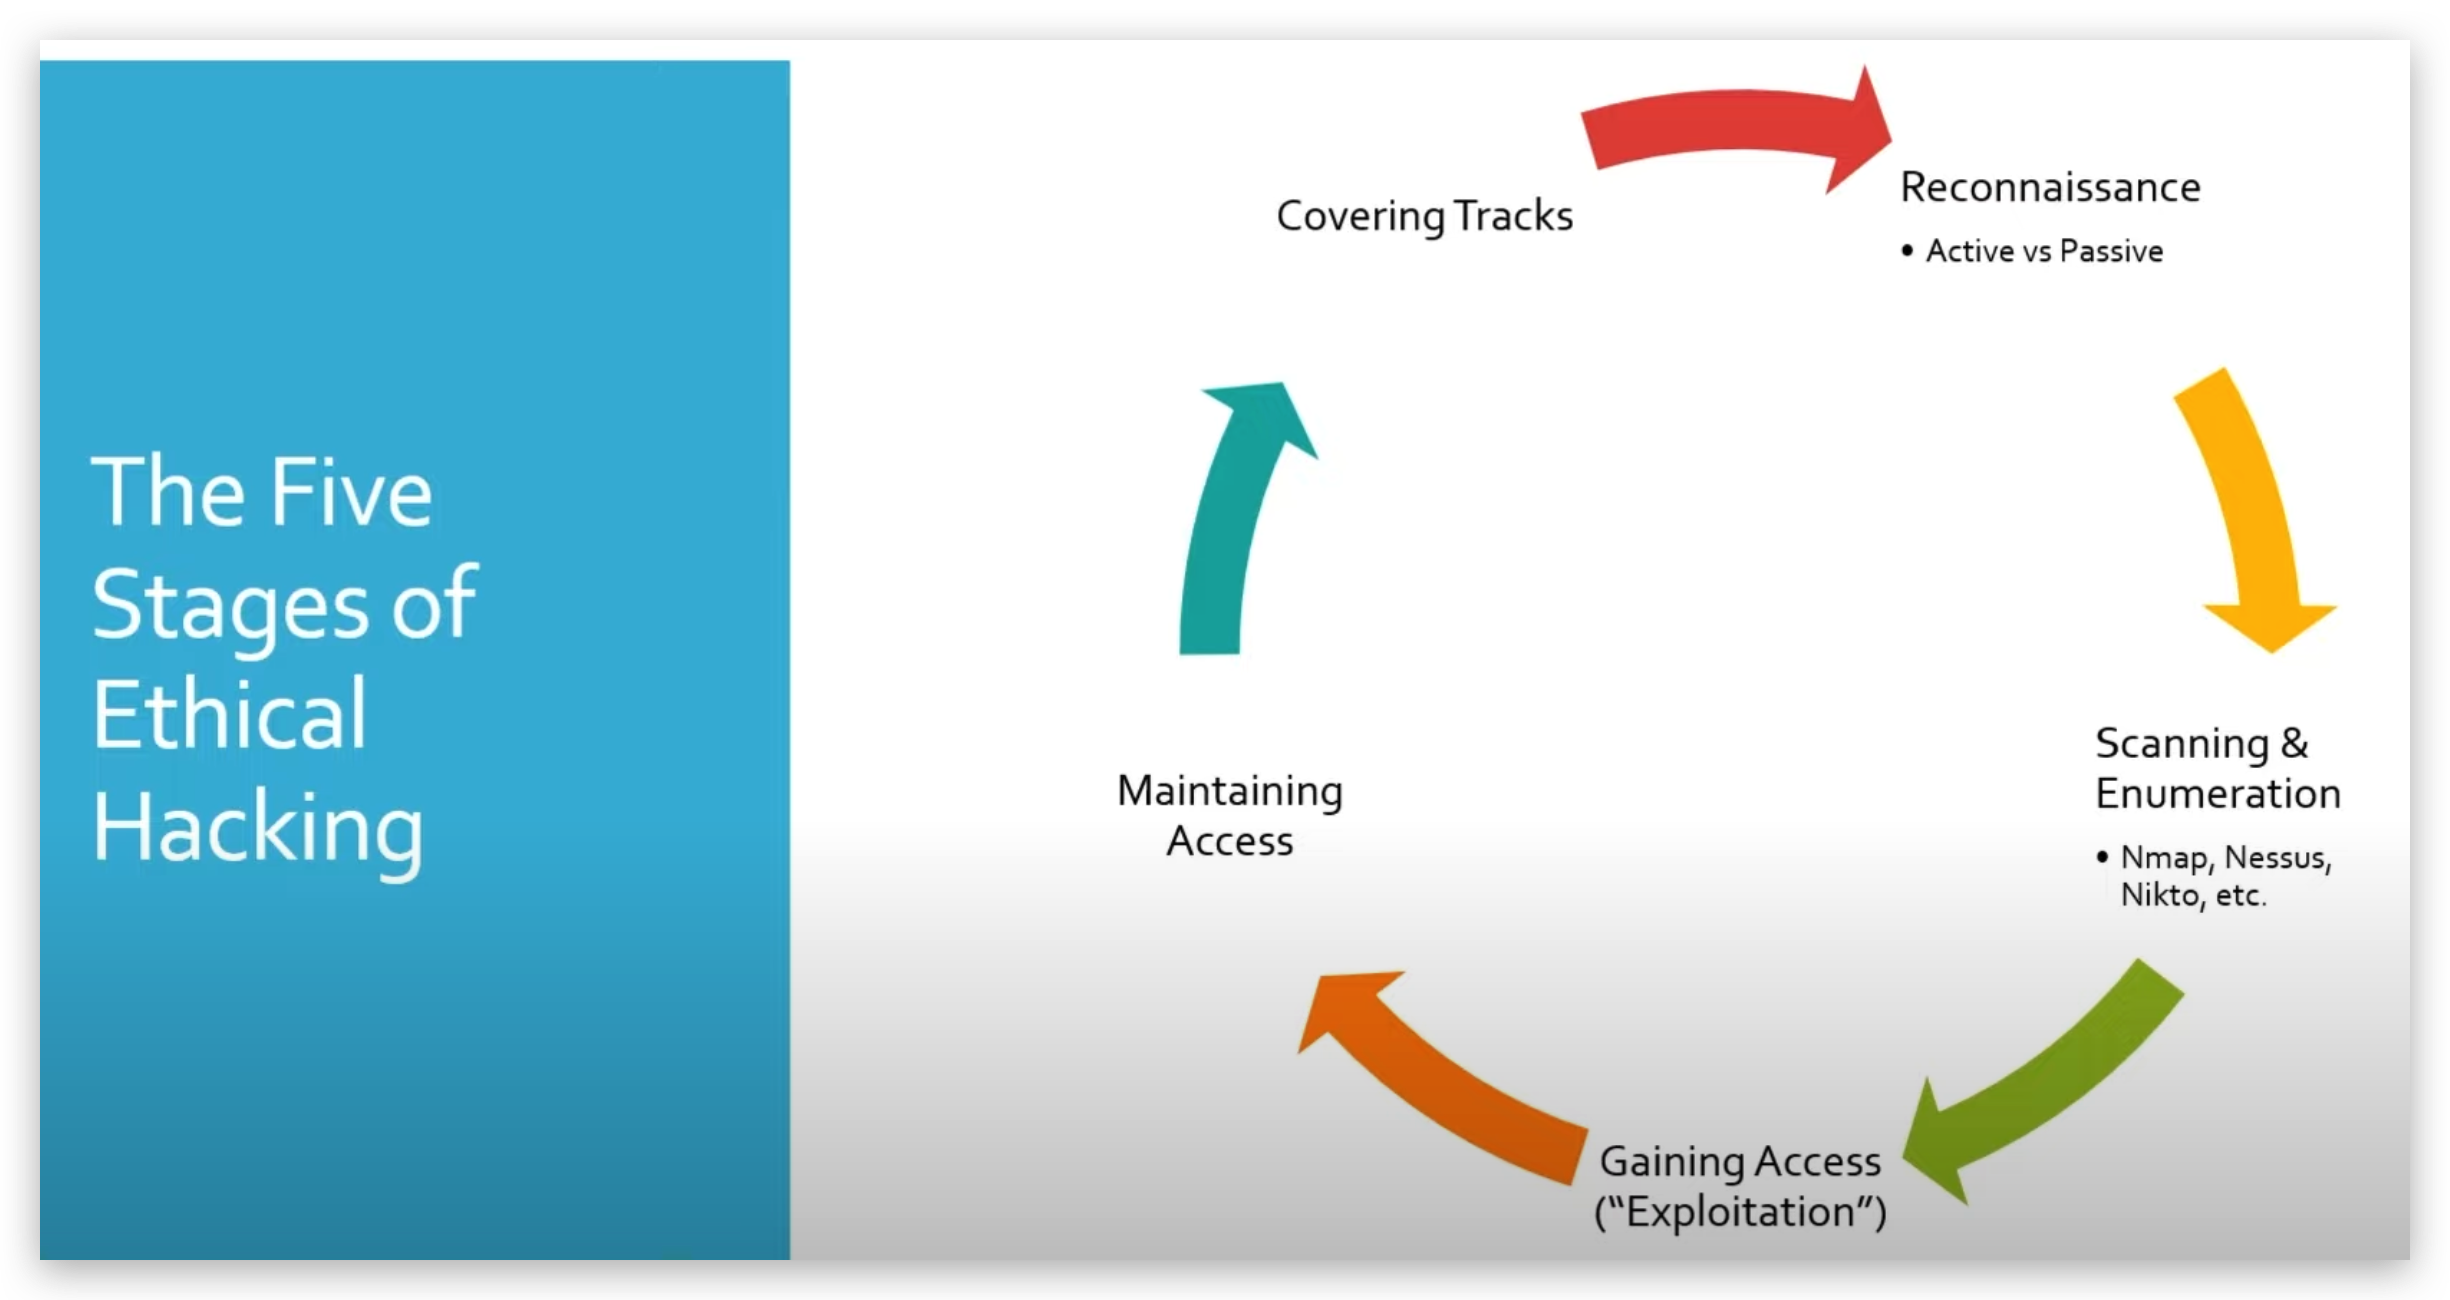 The Five
Stages of
Ethical
Hacking
Covering Tracks
Reconnaissance
• Active vs Passive
Scanning &
Enumeration
• Nmap, Nessus,
Nikto, etc.
Gaining Access
(“Exploitation”)
Maintaining
Access